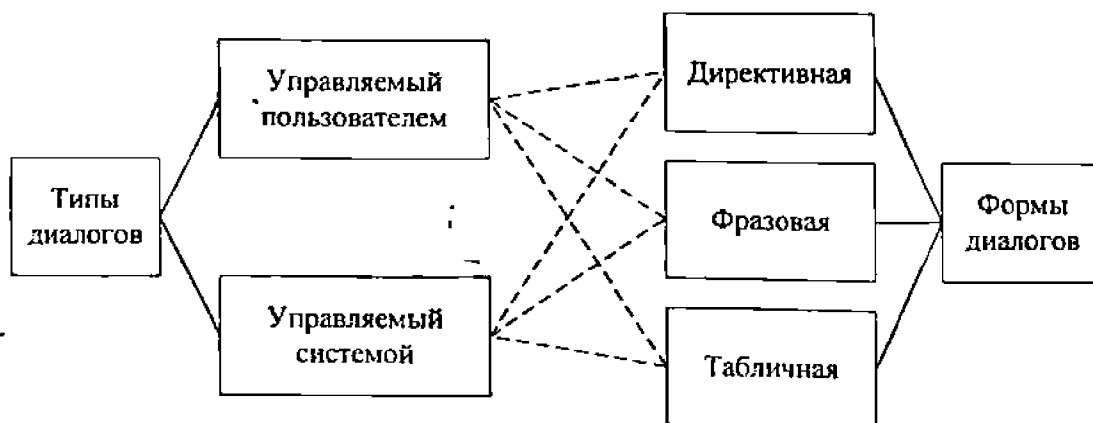 Типы
диалогов
Управляемый
пользователем
Управляемый
системой
Директивная
Фразовая
Табличная
Формы
диалогов